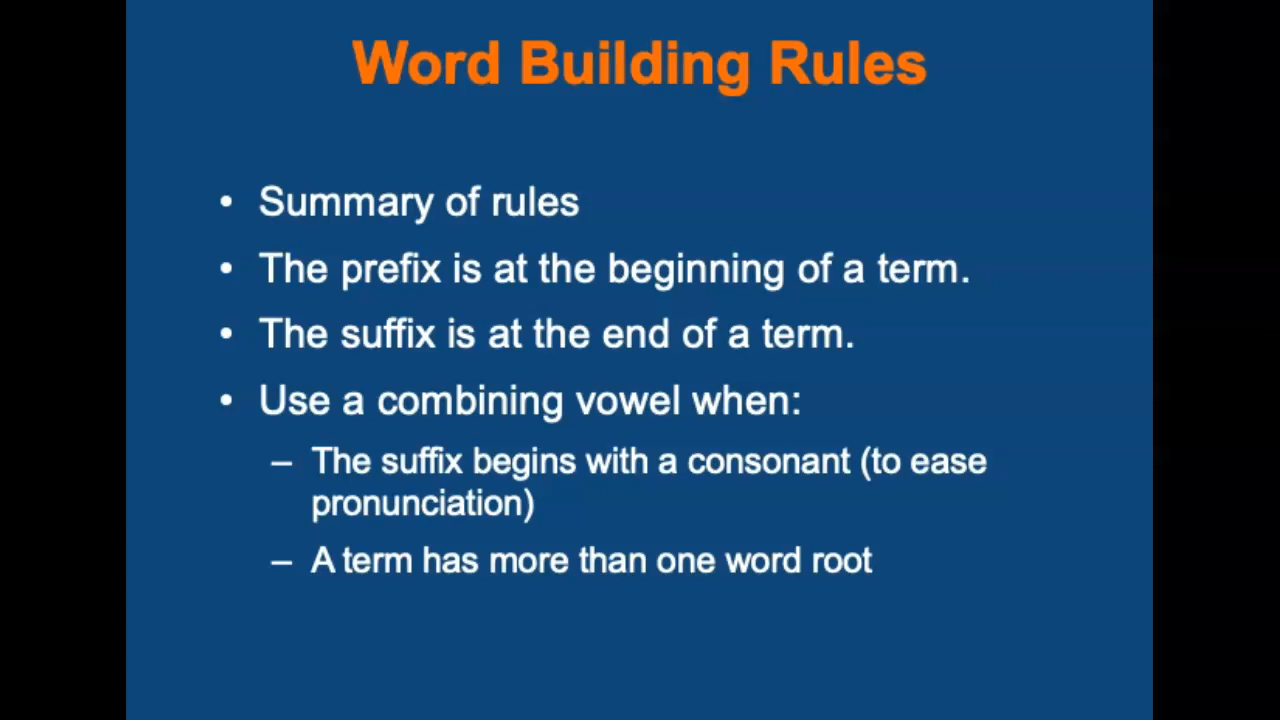 Word Building Rules
• Summary of rules
• The prefix is at the beginning of a term.
• The suffix is at the end of a term.
• Use a combining vowel when:
– The suffix begins with a consonant (to ease
pronunciation)
– A term has more than one word root